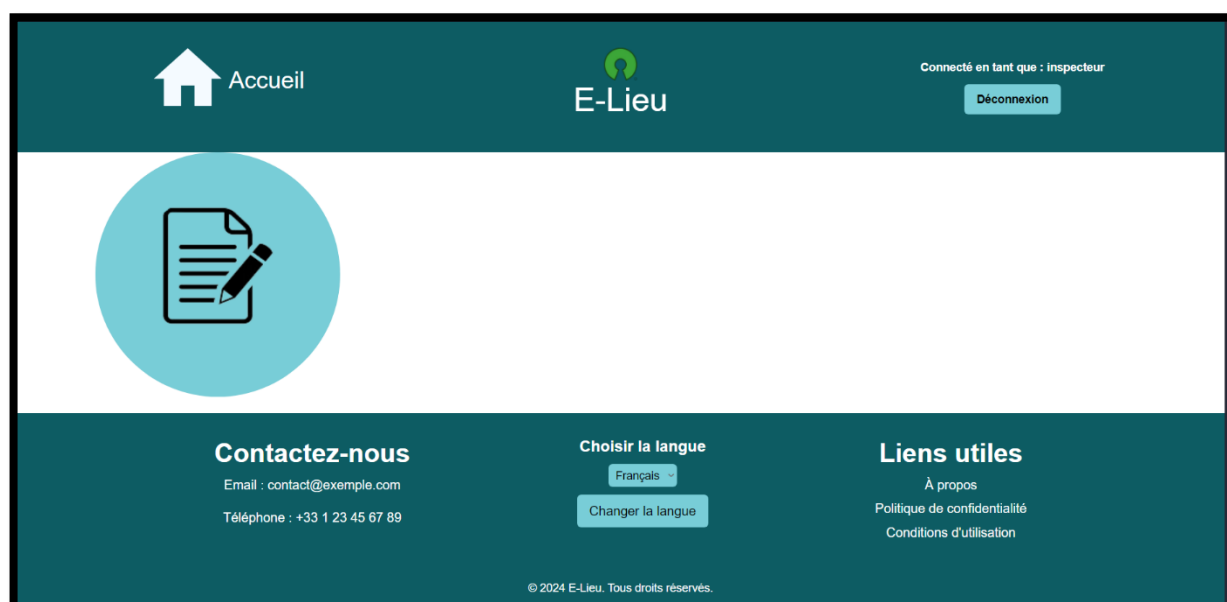 Accueil
E-Lieu
Connecté en tant que : inspecteur
Déconnexion
Contactez-nous
Email : contact@exemple.com
Téléphone : +33 1 23 45 67 89
Choisir la langue
Français
Changer la langue
Liens utiles
À propos
Politique de confidentialité
Conditions d'utilisation
© 2024 E-Lieu. Tous droits réservés.